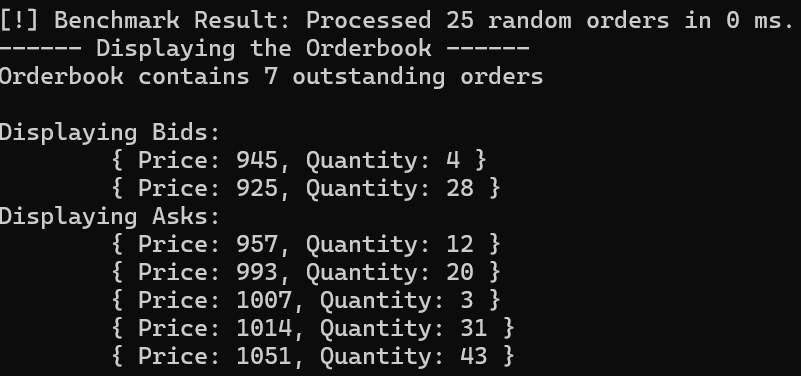 [!] Benchmark Result: Processed 25 random orders in 0 ms.
------ Displaying the Orderbook ------
Orderbook contains 7 outstanding orders
Displaying Bids:
{ Price: 945, Quantity: 4 }
{ Price: 925, Quantity: 28 }
Displaying Asks:
{ Price: 957, Quantity: 12 }
{ Price: 993, Quantity: 20 }
{ Price: 1007, Quantity: 3 }
{ Price: 1014, Quantity: 31 }
{ Price: 1051, Quantity: 43 }